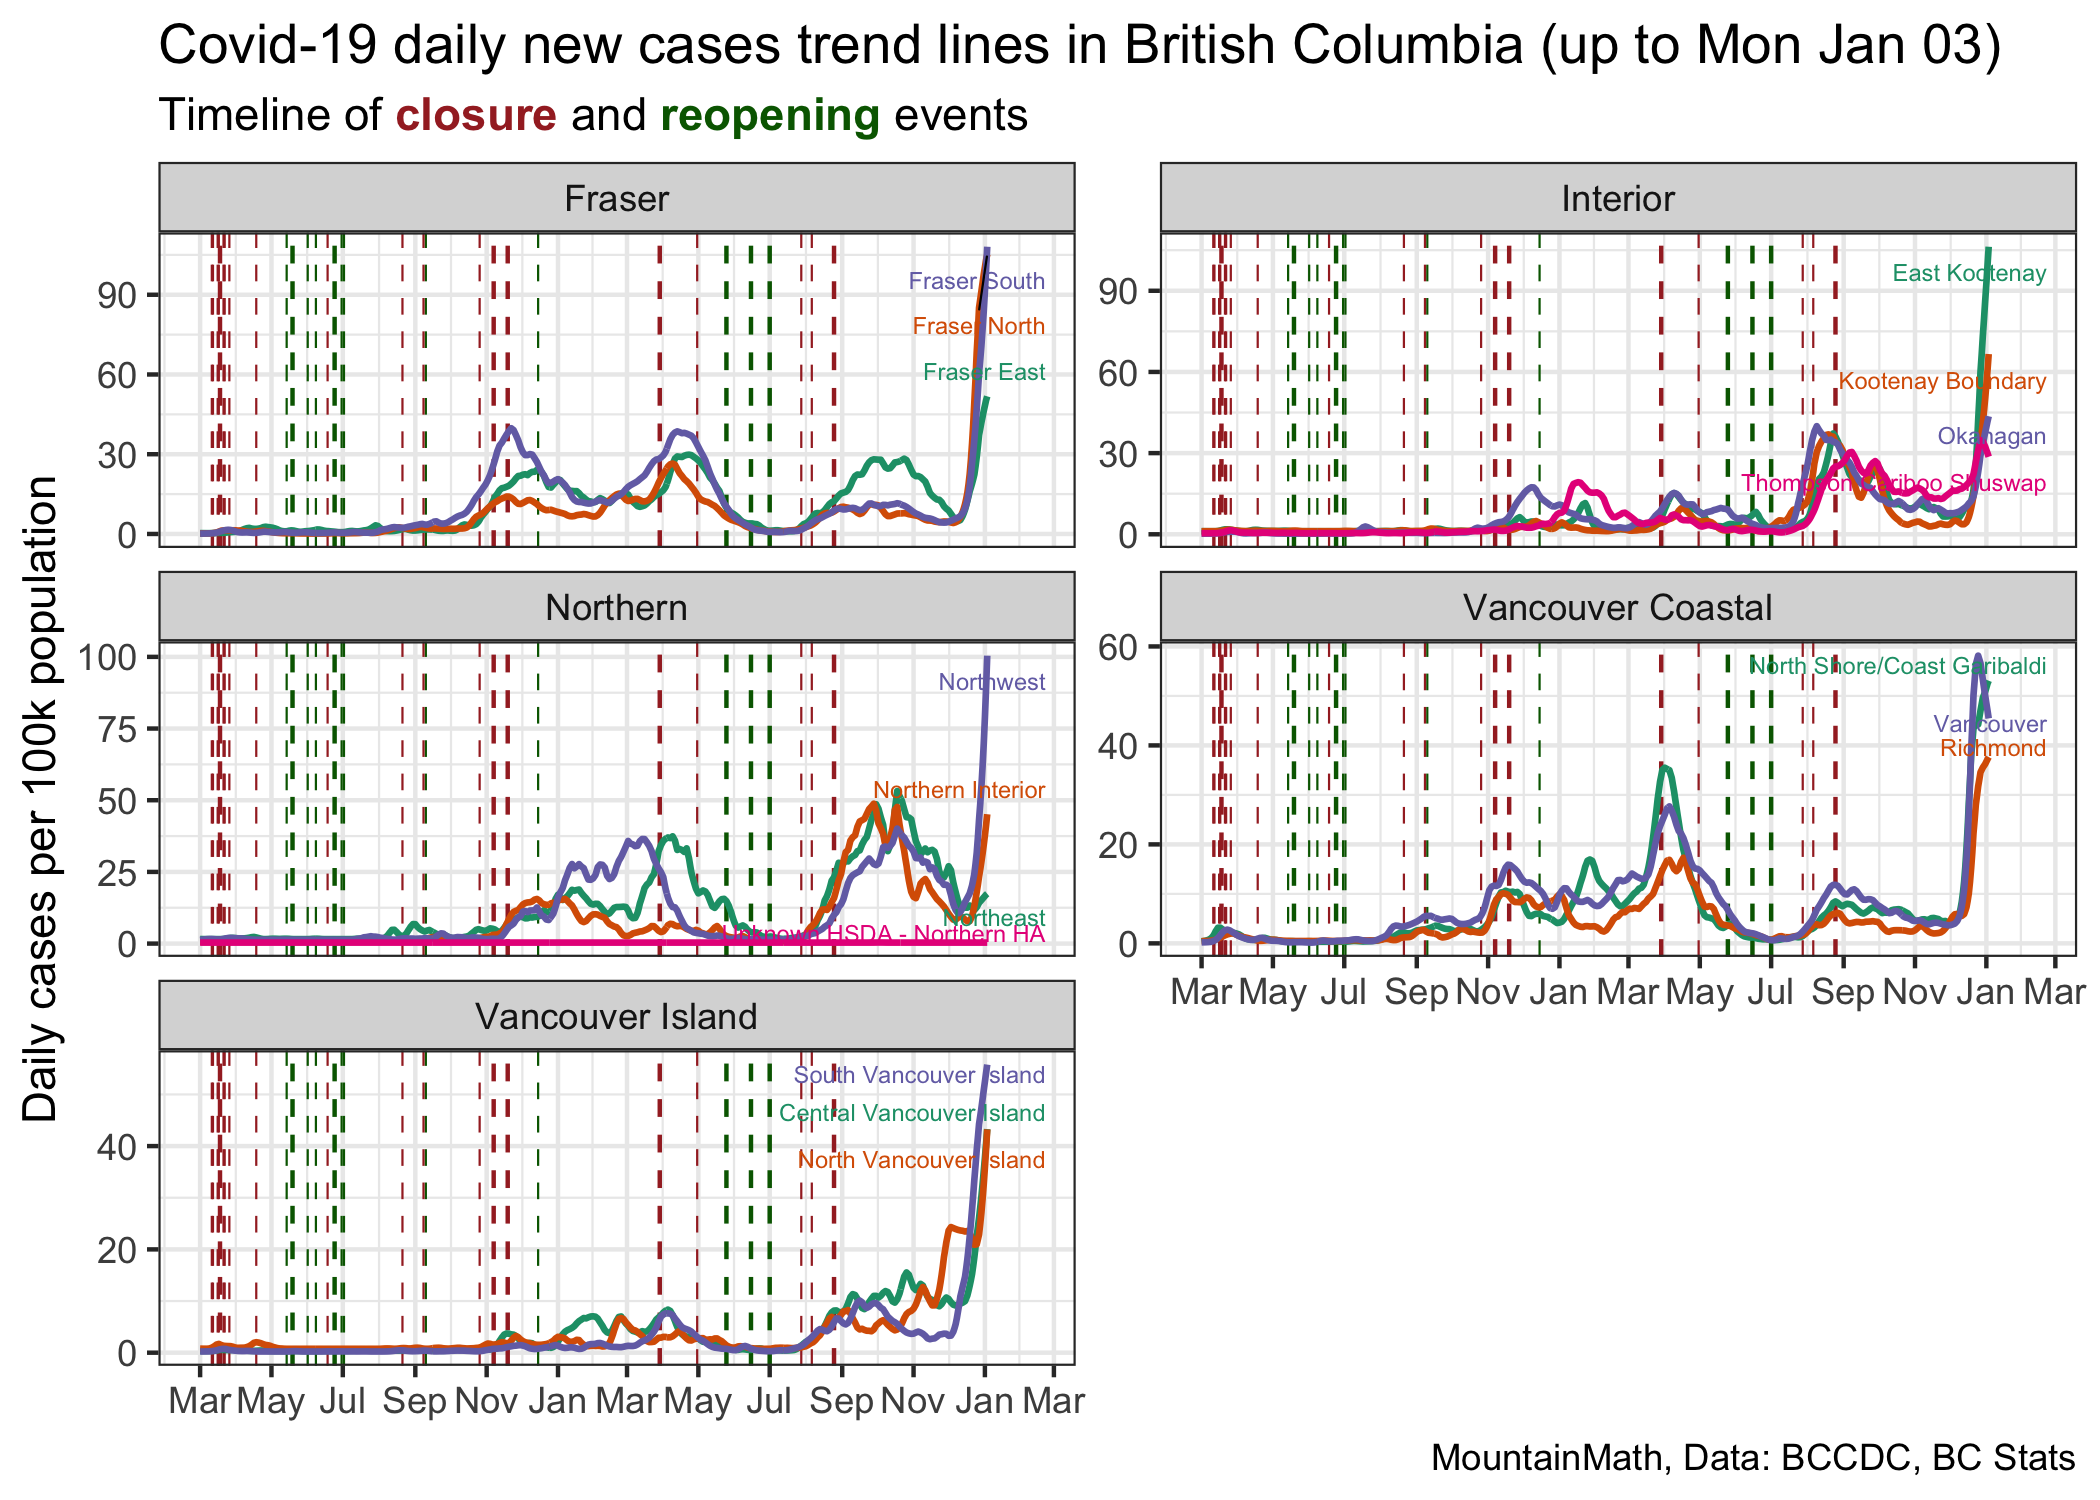 Covid-19 daily new cases trend lines in British Columbia (up to Mon Jan 03)
Timeline of closure and reopening events
Daily cases per 100k population
Fraser
90
60
30
0
Fraser South
Fraser North
Fraser East
Interior
90
60
30
0
East Kootenay
Kootenay Boundary
Okanagan
Thompson Cariboo Shuswap
Northern
100
75
50
25
0
Northwest
Northern Interior
Northeast
Unknown HSDA - Northern HA
Vancouver Coastal
60
40
20
0
North Shore/Coast Garibaldi
Vancouver
Richmond
Mar May Jul Sep Nov Jan Mar May Jul Sep Nov Jan Mar
Vancouver Island
40
20
0
South Vancouver Island
Central Vancouver Island
North Vancouver Island
Mar May Jul Sep Nov Jan Mar May Jul Sep Nov Jan Mar
MountainMath, Data: BCCDC, BC Stats